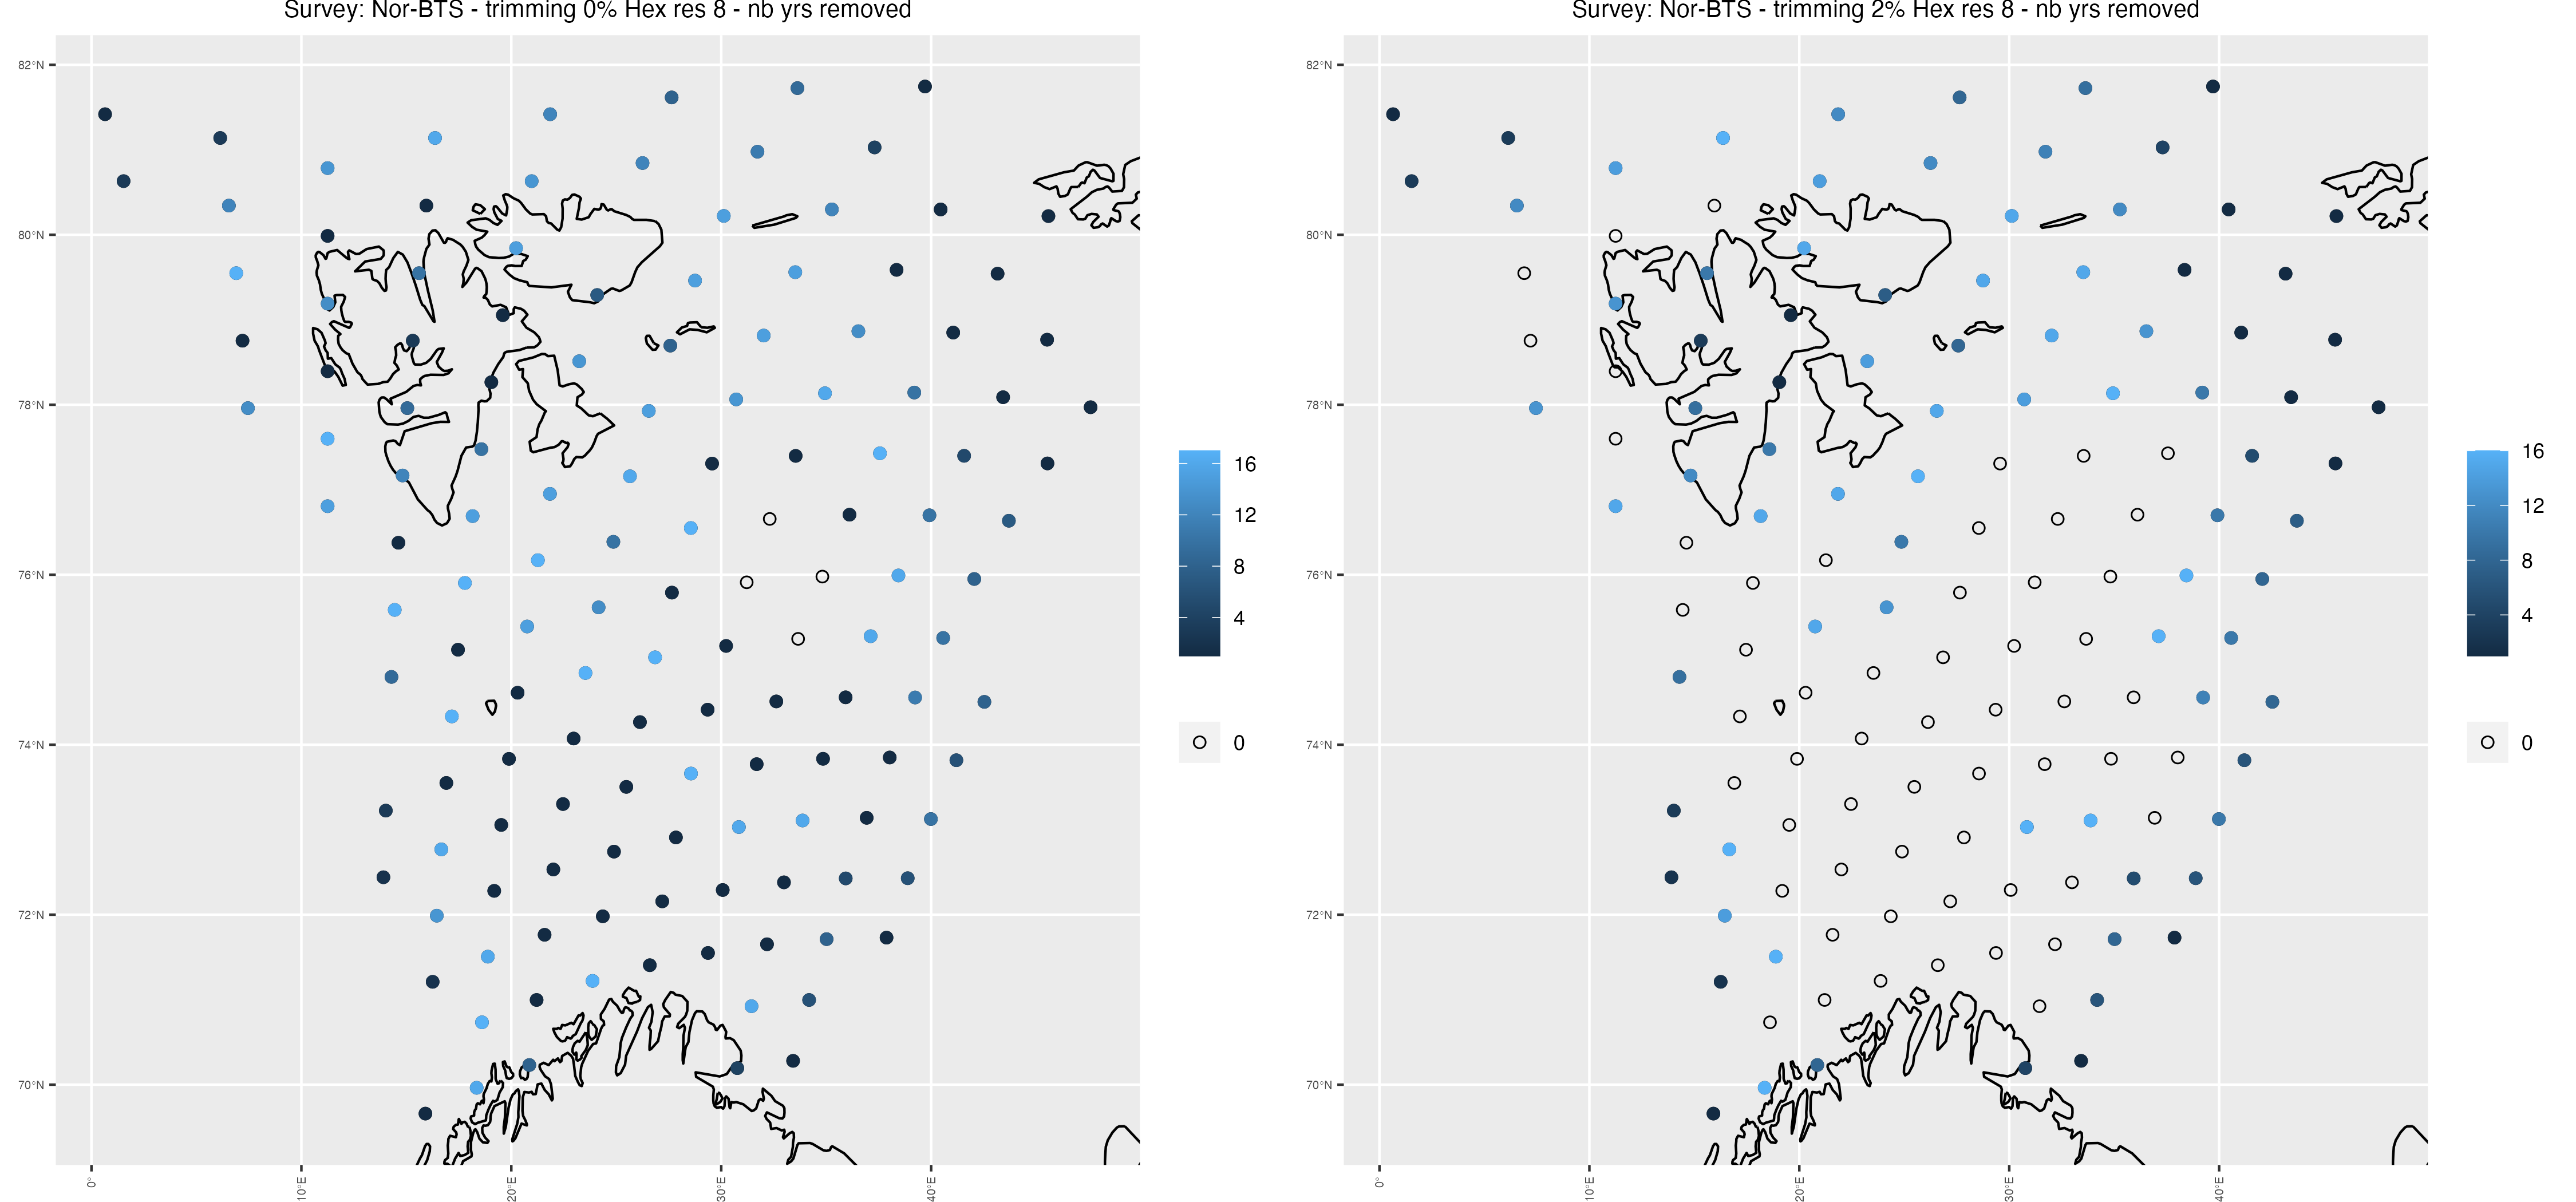 Survey: Nor-BTS - trimming 0% Hex res 8 - nb yrs removed
82°N
80°N
78°N
76°N
74°N
72°N
70°N
0°
10°E
20°E
30°E
40°E
16
12
8
4
0
Survey: Nor-BTS - trimming 2% Hex res 8 - nb yrs removed
82°N
80°N
78°N
76°N
74°N
72°N
70°N
0°
10°E
20°E
30°E
40°E
16
12
8
4
0